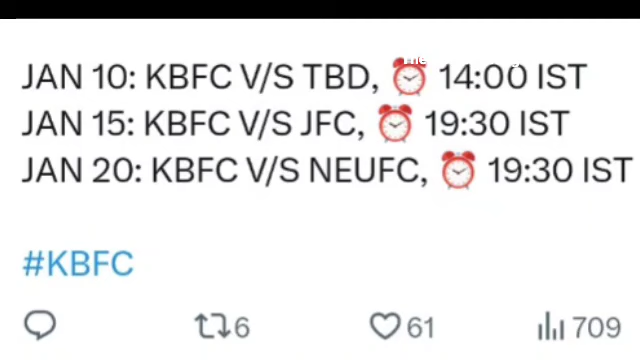 JAN 10: KBFC V/S TBD, ⏰ 14:00 IST
JAN 15: KBFC V/S JFC, ⏰ 19:30 IST
JAN 20: KBFC V/S NEUFC, ⏰ 19:30 IST
#KBFC
6 61 709